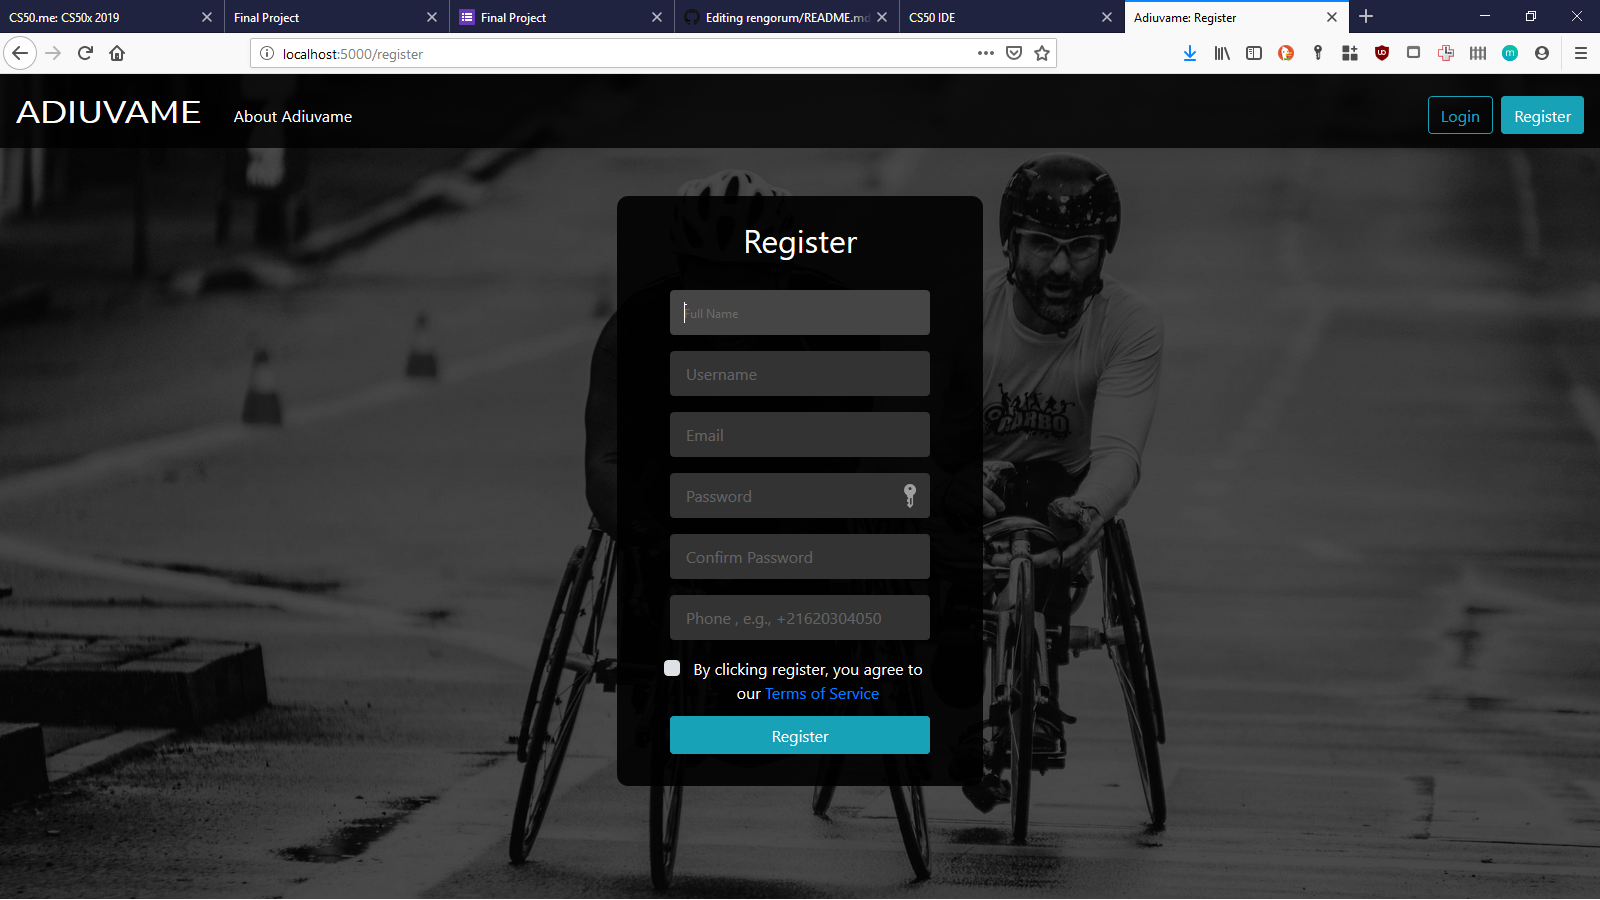 CS50.me: CS50x 2019
Final Project
Final Project
Editing rengorum/README.md
CS50 IDE
Adiuvame: Register
localhost:5000/register
ADIUVAME
About Adiuvame
Login
Register
Register
Full Name
Username
Email
Password
Confirm Password
Phone , e.g., +21620304050
By clicking register, you agree to
our Terms of Service
Register
CORBO